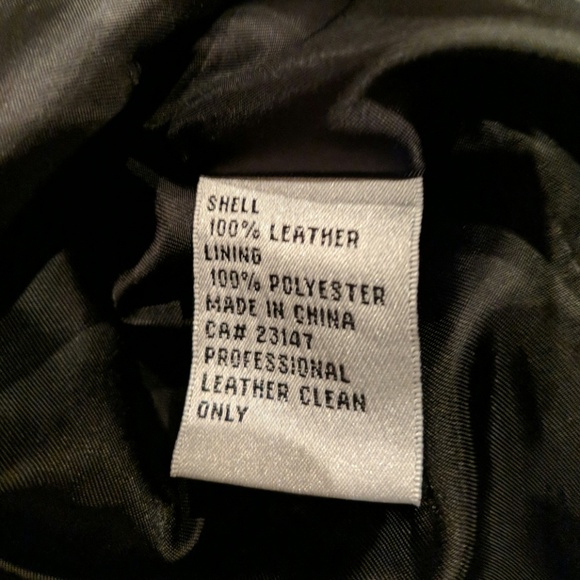 SHELL
100% LEATHER
LINING
100% POLYESTER
MADE IN CHINA
CA# 23147
PROFESSIONAL
LEATHER CLEAN
ONLY